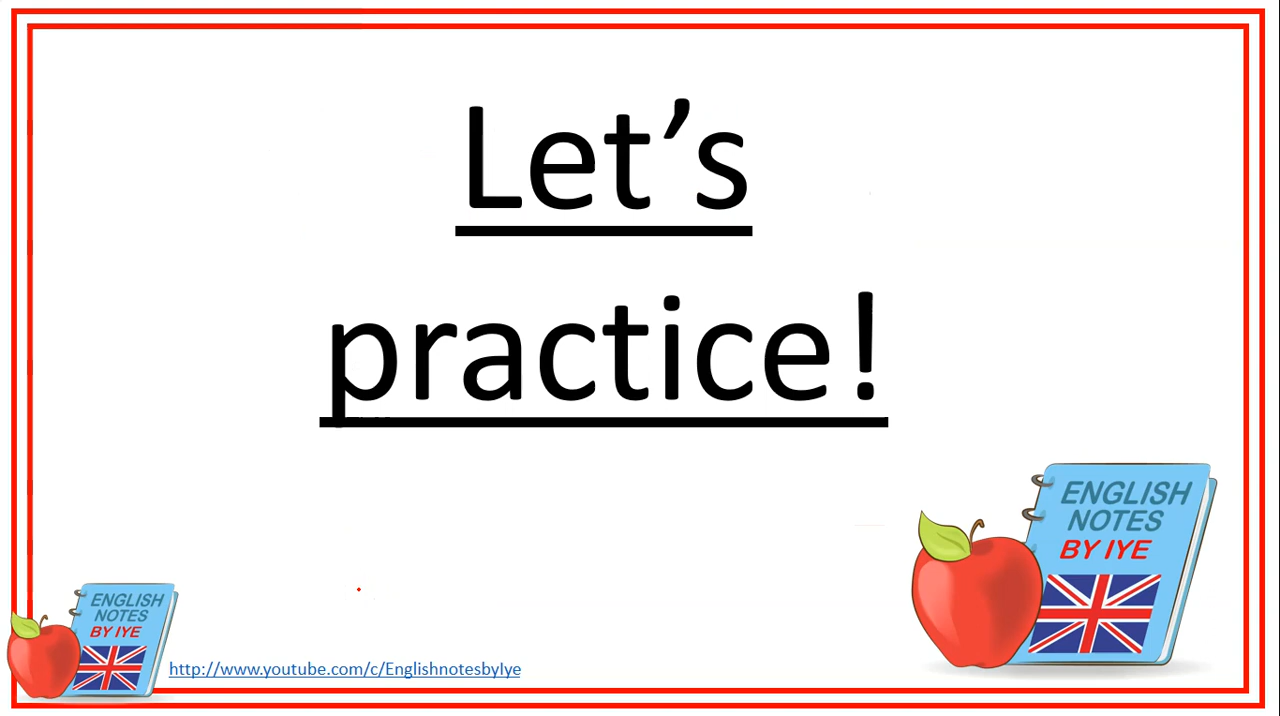 Let’s
practice!
ENGLISH
NOTES
BY IYE
ENGLISH
NOTES
BY IYE
http://www.youtube.com/c/EnglishnotesbyIye